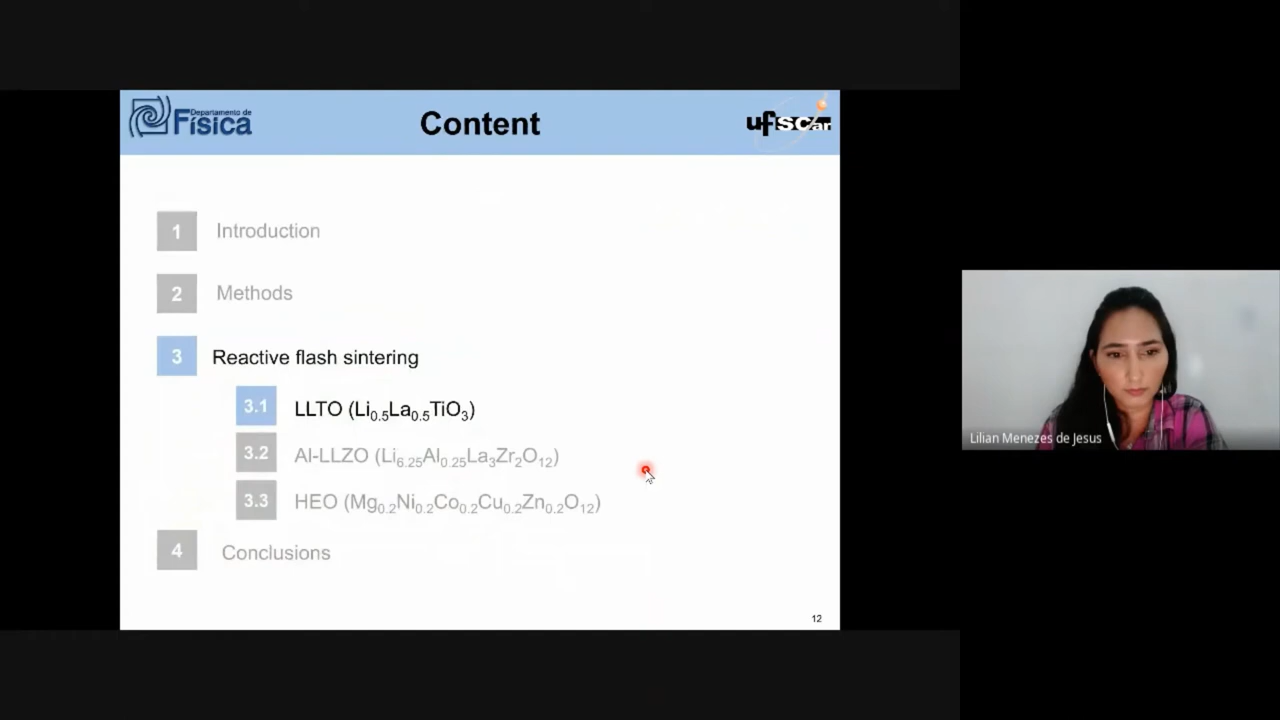 Departamento de
Física
Content
ufscar
1 Introduction
2 Methods
3 Reactive flash sintering
3.1 LLTO (Li₀.₅La₀.₅TiO₃)
3.2 Al-LLZO (Li₆.₂₅Al₀.₂₅La₃Zr₂O₁₂)
3.3 HEO (Mg₀.₂Ni₀.₂Co₀.₂Cu₀.₂Zn₀.₂O₁₂)
4 Conclusions
12
Lilian Menezes de Jesus